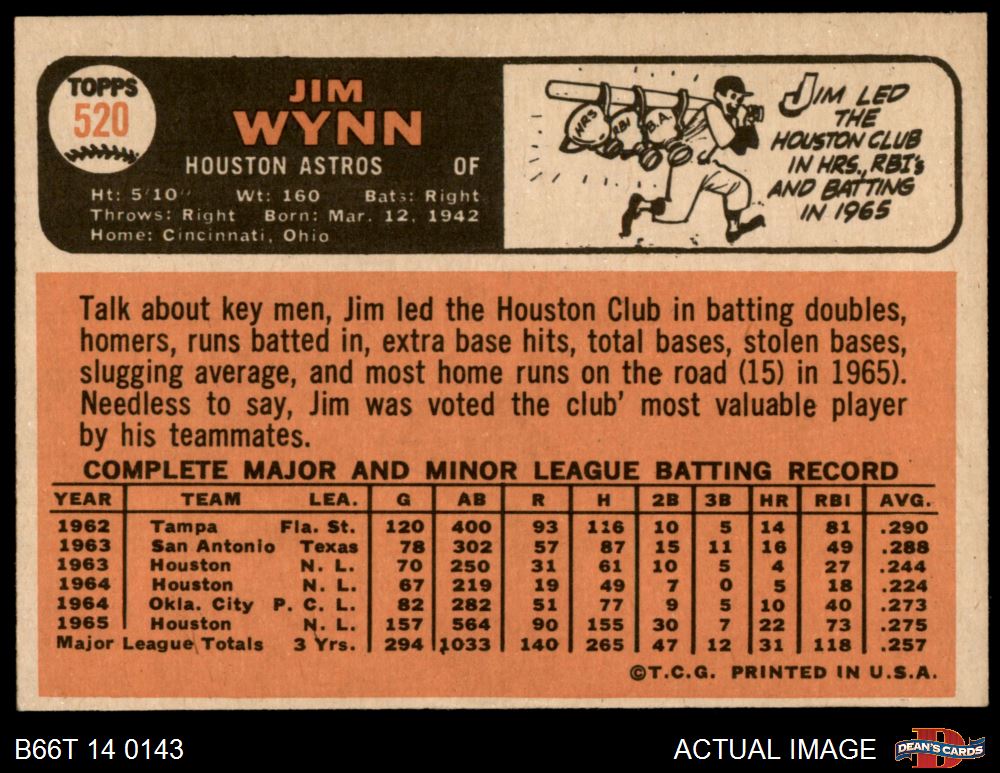 TOPPS
520
JIM
WYNN
HOUSTON ASTROS OF
Ht: 5'10" Wt: 160 Bats: Right
Throws: Right Born: Mar. 12, 1942
Home: Cincinnati, Ohio
HRS
RBI
B.A.
JIM LED
THE
HOUSTON CLUB
IN HRS., RBI's
AND BATTING
IN 1965
Talk about key men, Jim led the Houston Club in batting doubles,
homers, runs batted in, extra base hits, total bases, stolen bases,
slugging average, and most home runs on the road (15) in 1965).
Needless to say, Jim was voted the club' most valuable player
by his teammates.
COMPLETE MAJOR AND MINOR LEAGUE BATTING RECORD
YEAR TEAM LEA. G AB R H 2B 3B HR RBI AVG.
1962 Tampa Fla. St. 120 400 93 116 10 5 14 81 .290
1963 San Antonio Texas 78 302 57 87 15 11 16 49 .288
1963 Houston N. L. 70 250 31 61 10 5 4 27 .244
1964 Houston N. L. 67 219 19 49 7 0 5 18 .224
1964 Okla. City P. C. L. 82 282 51 77 9 5 10 40 .273
1965 Houston N. L. 157 564 90 155 30 7 22 73 .275
Major League Totals 3 Yrs. 294 1033 140 265 47 12 31 118 .257
©T.C.G. PRINTED IN U.S.A.
B66T 14 0143
ACTUAL IMAGE
D
DEAN'S CARDS